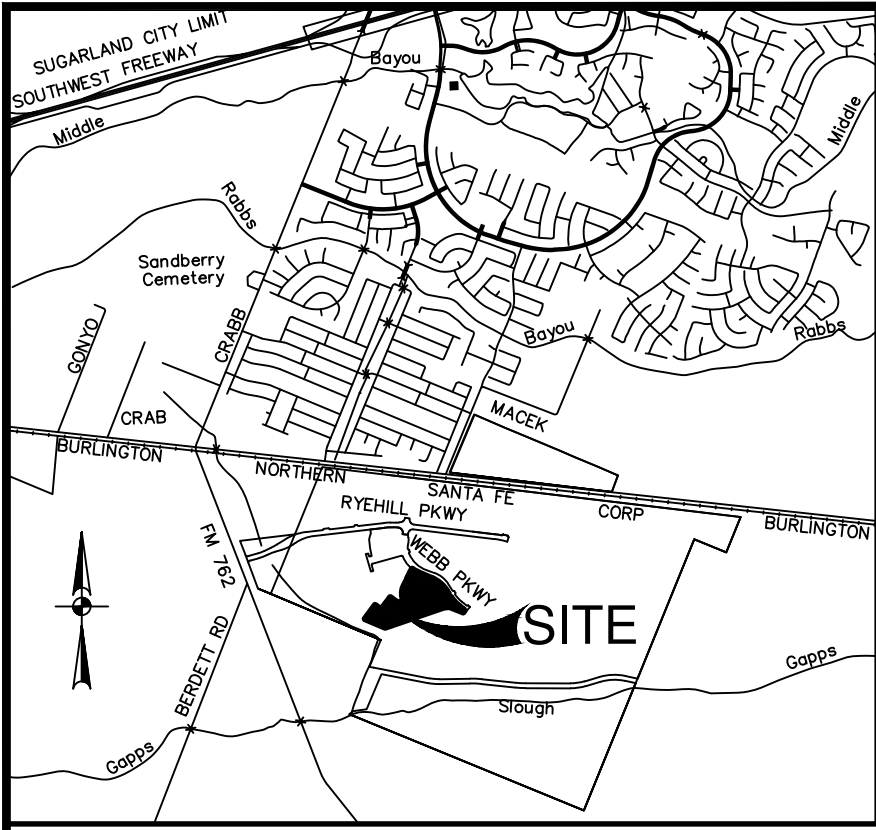 SUGARLAND CITY LIMIT
SOUTHWEST FREEWAY
Bayou
Middle
Middle
Rabbs
Sandberry
Cemetery
GONYO
CRABB
Bayou
Rabbs
CRAB
MACEK
BURLINGTON
NORTHERN
SANTA FE
CORP
BURLINGTON
RYEHILL PKWY
FM 762
WEBB PKWY
SITE
BERDETT RD
Gapps
Slough
Gapps